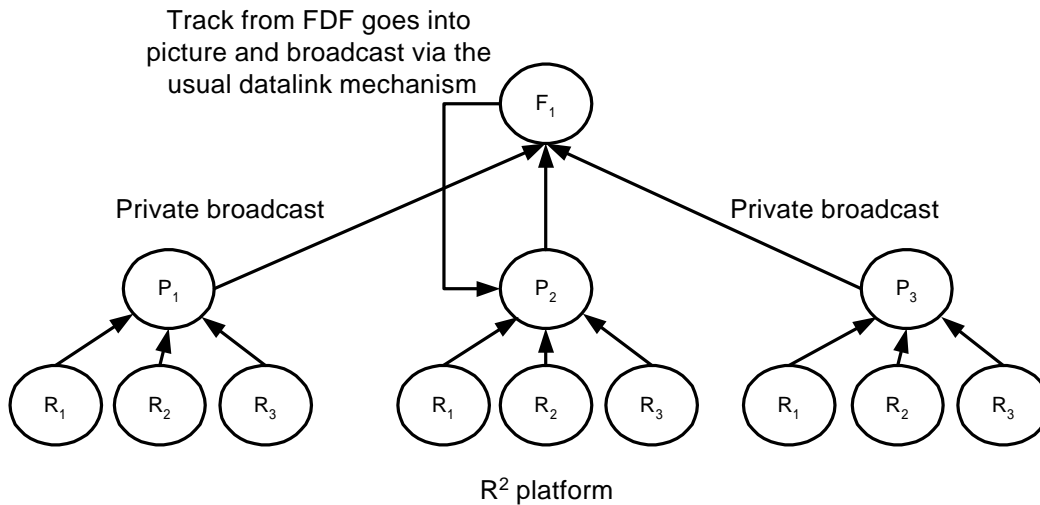 Track from FDF goes into
picture and broadcast via the
usual datalink mechanism
F₁
Private broadcast
Private broadcast
P₁
P₂
P₃
R₁
R₂
R₃
R₁
R₂
R₃
R₁
R₂
R₃
R² platform